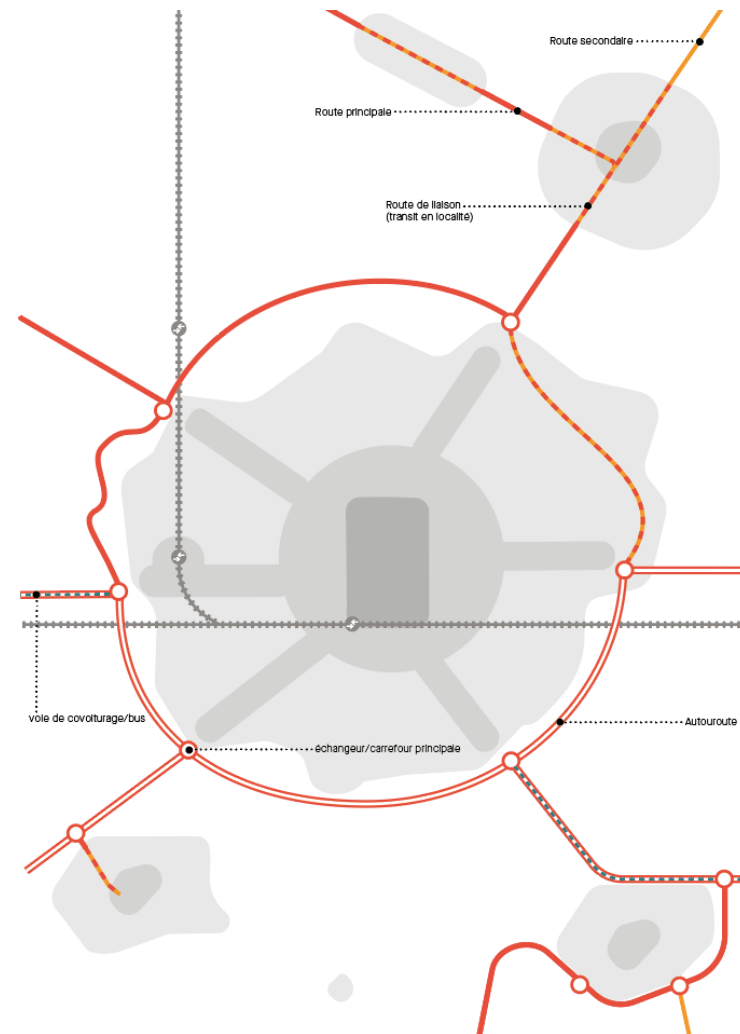 Route secondaire
Route principale
Route de liaison
(transit en localité)
voie de covoiturage/bus
échangeur/carrefour principale
Autouroute